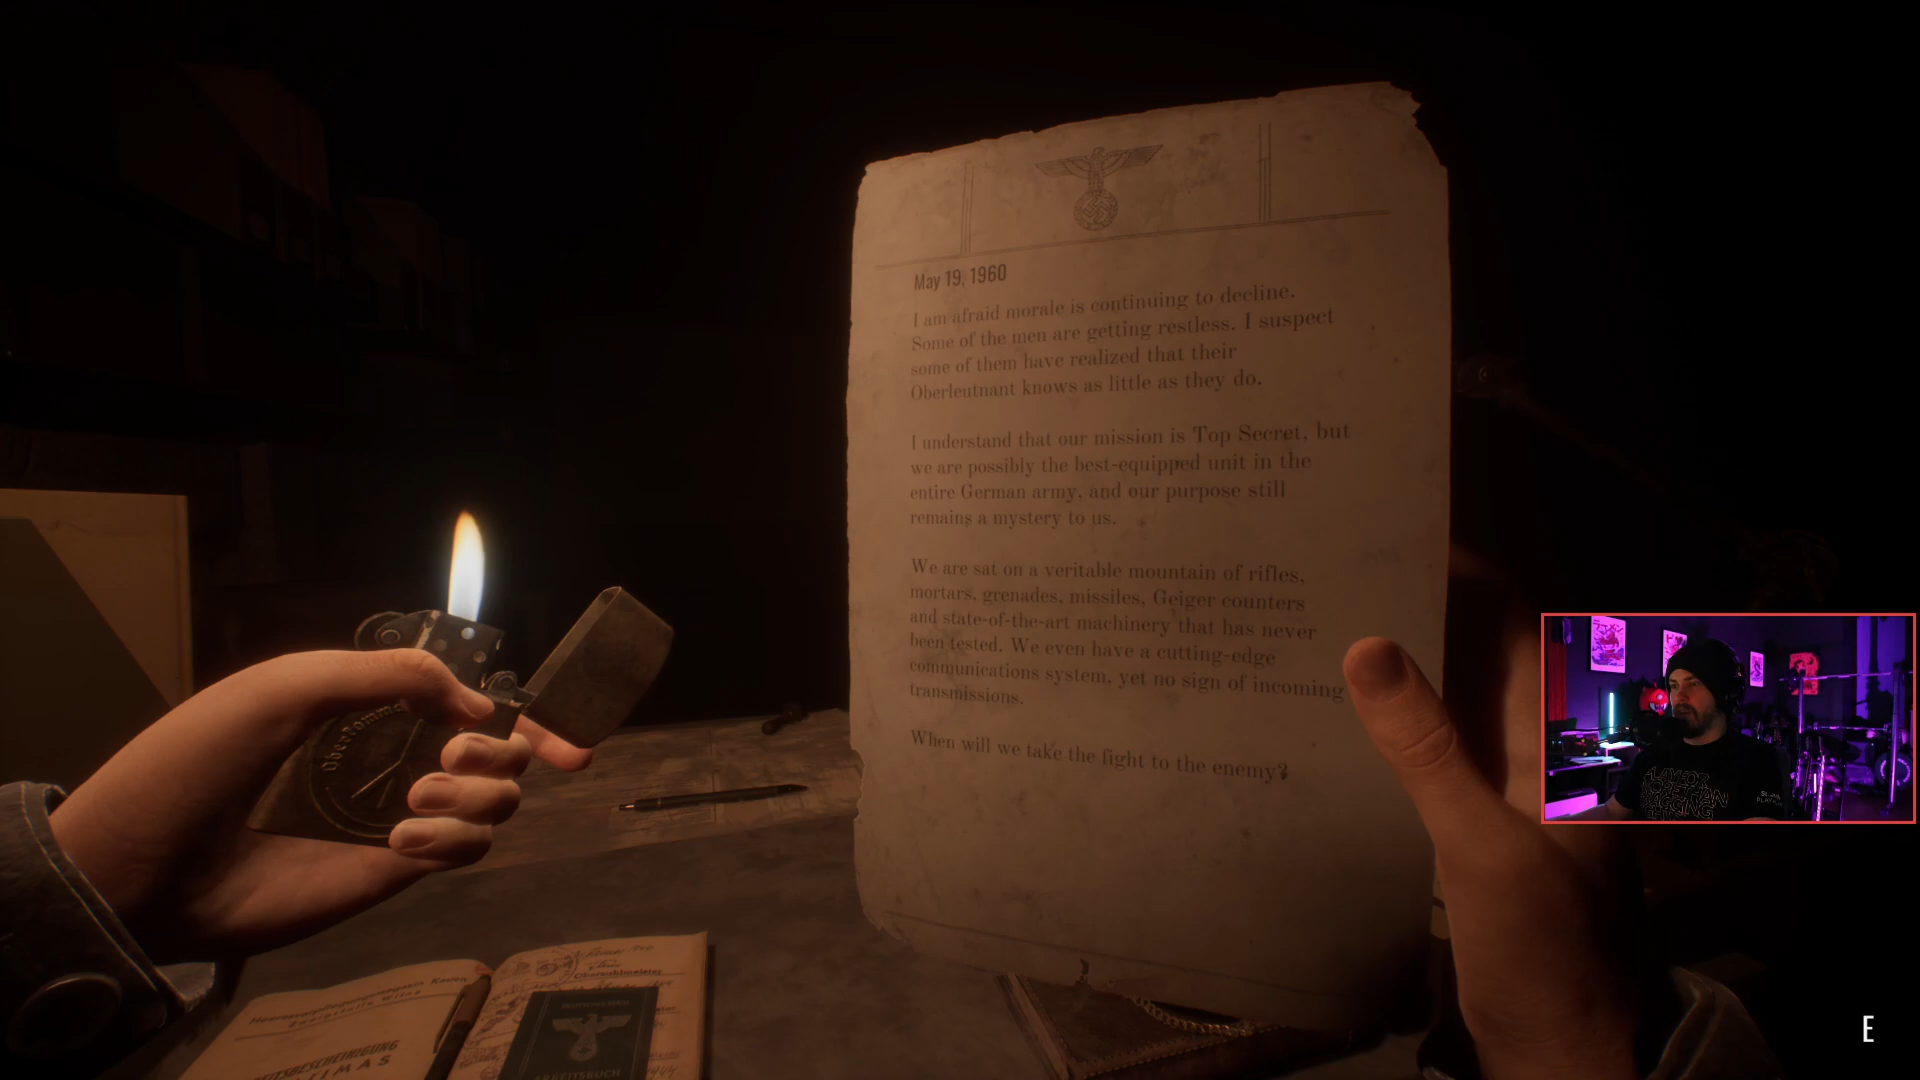 May 19, 1960
I am afraid morale is continuing to decline.
Some of the men are getting restless. I suspect
some of them have realized that their
Oberleutnant knows as little as they do.
I understand that our mission is Top Secret, but
we are possibly the best-equipped unit in the
entire German army, and our purpose still
remains a mystery to us.
We are sat on a veritable mountain of rifles,
mortars, grenades, missiles, Geiger counters
and state-of-the-art machinery that has never
been tested. We even have a cutting-edge
communications system, yet no sign of incoming
transmissions.
When will we take the fight to the enemy?
ARBEITSBUCH
E